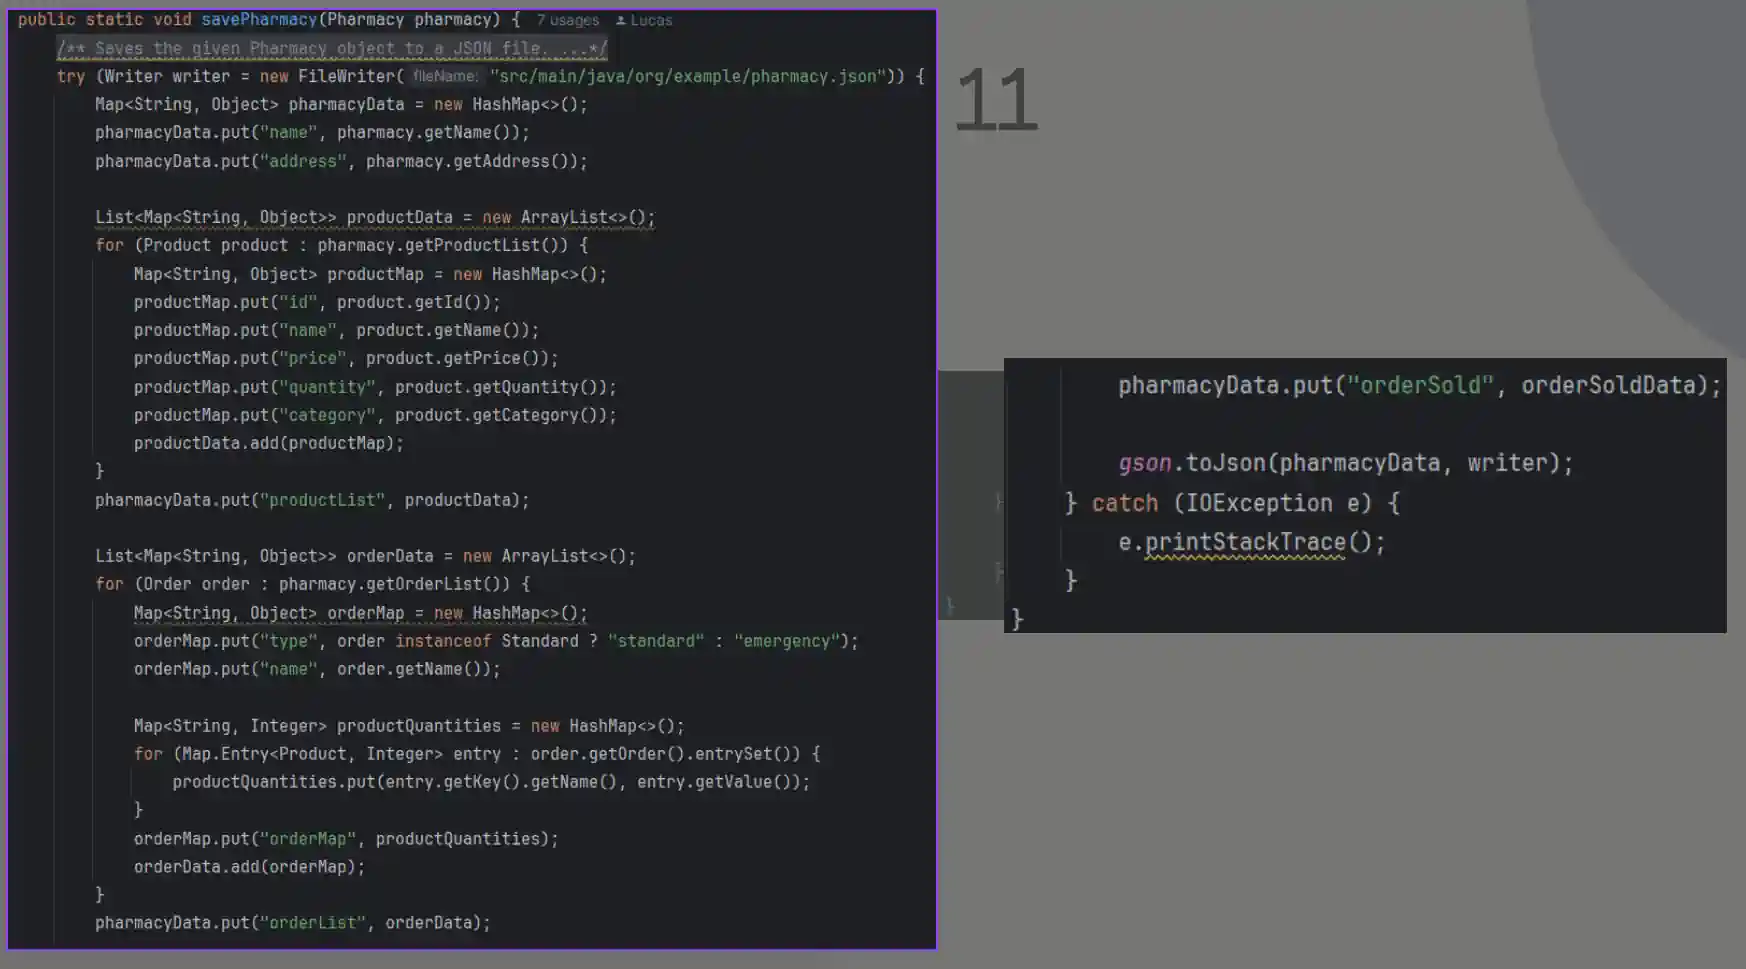 public static void savePharmacy(Pharmacy pharmacy) { 7 usages Lucas
/** Saves the given Pharmacy object to a JSON file. ...*/
try (Writer writer = new FileWriter( fileName: "src/main/java/org/example/pharmacy.json")) {
Map<String, Object> pharmacyData = new HashMap<>();
pharmacyData.put("name", pharmacy.getName());
pharmacyData.put("address", pharmacy.getAddress());
List<Map<String, Object>> productData = new ArrayList<>();
for (Product product : pharmacy.getProductList()) {
Map<String, Object> productMap = new HashMap<>();
productMap.put("id", product.getId());
productMap.put("name", product.getName());
productMap.put("price", product.getPrice());
productMap.put("quantity", product.getQuantity());
productMap.put("category", product.getCategory());
productData.add(productMap);
}
pharmacyData.put("productList", productData);
List<Map<String, Object>> orderData = new ArrayList<>();
for (Order order : pharmacy.getOrderList()) {
Map<String, Object> orderMap = new HashMap<>();
orderMap.put("type", order instanceof Standard ? "standard" : "emergency");
orderMap.put("name", order.getName());
Map<String, Integer> productQuantities = new HashMap<>();
for (Map.Entry<Product, Integer> entry : order.getOrder().entrySet()) {
productQuantities.put(entry.getKey().getName(), entry.getValue());
}
orderMap.put("orderMap", productQuantities);
orderData.add(orderMap);
}
pharmacyData.put("orderList", orderData);
11
}
}
}
pharmacyData.put("orderSold", orderSoldData);
gson.toJson(pharmacyData, writer);
} catch (IOException e) {
e.printStackTrace();
}
}